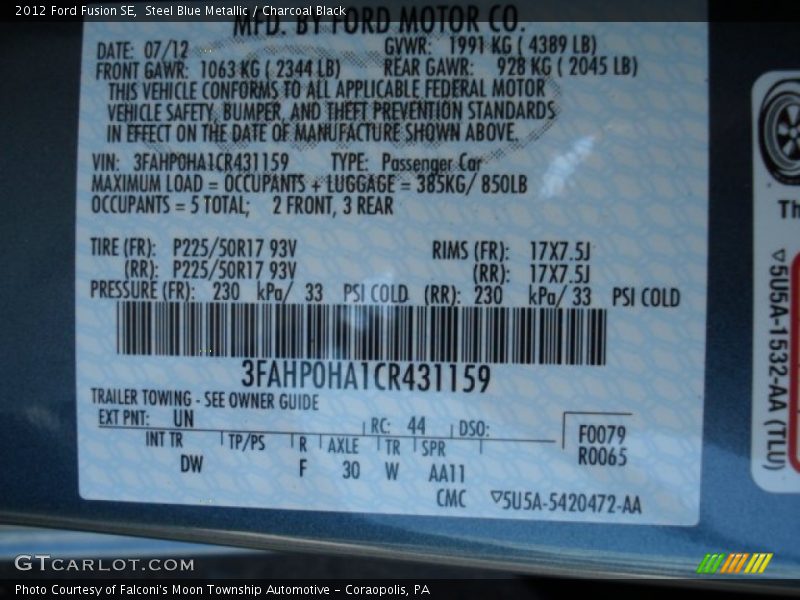 2012 Ford Fusion SE, Steel Blue Metallic / Charcoal Black
MFD. BY FORD MOTOR CO.
DATE: 07/12 GVWR: 1991 KG ( 4389 LB)
FRONT GAWR: 1063 KG ( 2344 LB) REAR GAWR: 928 KG ( 2045 LB)
THIS VEHICLE CONFORMS TO ALL APPLICABLE FEDERAL MOTOR
VEHICLE SAFETY, BUMPER, AND THEFT PREVENTION STANDARDS
IN EFFECT ON THE DATE OF MANUFACTURE SHOWN ABOVE.
VIN: 3FAHP0HA1CR431159 TYPE: Passenger Car
MAXIMUM LOAD = OCCUPANTS + LUGGAGE = 385KG/ 850LB
OCCUPANTS = 5 TOTAL; 2 FRONT, 3 REAR
TIRE (FR): P225/50R17 93V RIMS (FR): 17X7.5J
(RR): P225/50R17 93V (RR): 17X7.5J
PRESSURE (FR): 230 kPa/ 33 PSI COLD (RR): 230 kPa/ 33 PSI COLD
3FAHP0HA1CR431159
TRAILER TOWING - SEE OWNER GUIDE
EXT PNT: UN RC: 44 DSO:
INT TR TP/PS R AXLE TR SPR F0079
DW F 30 W AA11 R0065
CMC ▽5U5A-5420472-AA
Th
▽5U5A-1532-AA (TLU)
GTCARLOT.COM
Photo Courtesy of Falconi's Moon Township Automotive - Coraopolis, PA